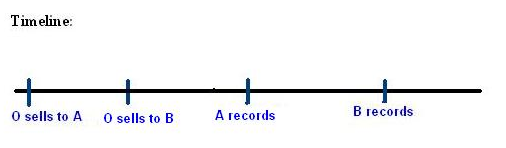 Timeline:
O sells to A
O sells to B
A records
B records